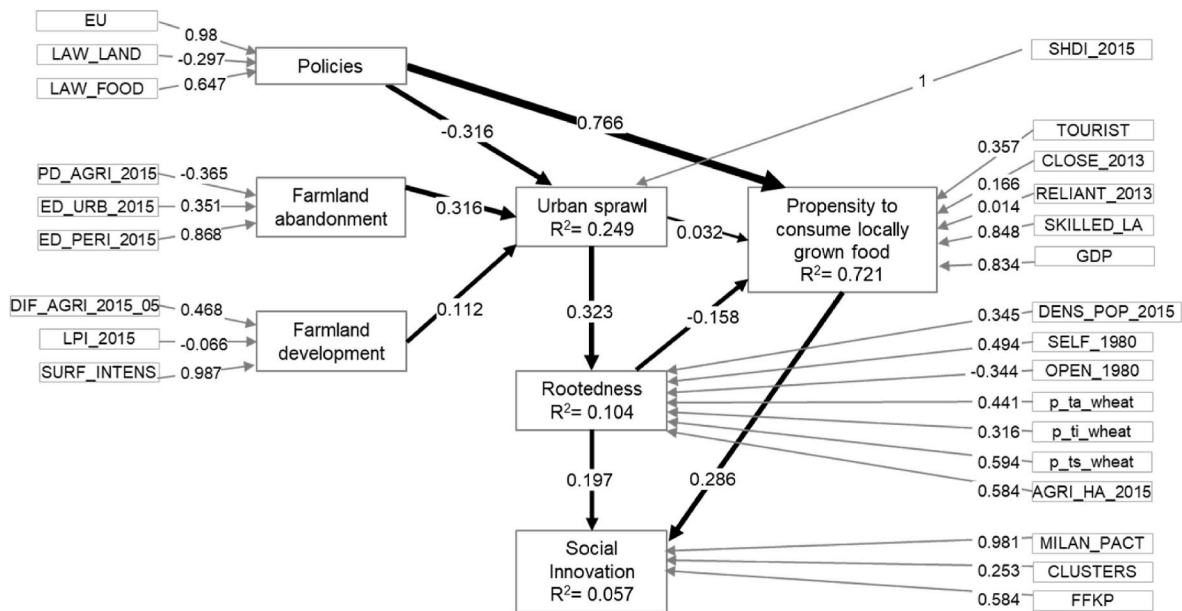 EU
0.98
LAW_LAND
-0.297
LAW_FOOD
0.647
Policies
-0.316
0.766
SHDI_2015
1
PD_AGRI_2015
-0.365
ED_URB_2015
0.351
ED_PERI_2015
0.868
Farmland
abandonment
0.316
Urban sprawl
R²= 0.249
0.032
Propensity to
consume locally
grown food
R²= 0.721
TOURIST
0.357
CLOSE_2013
0.166
RELIANT_2013
0.014
SKILLED_LA
0.848
GDP
0.834
DIF_AGRI_2015_05
0.468
LPI_2015
-0.066
SURF_INTENS
0.987
Farmland
development
0.112
0.323
-0.158
Rootedness
R²= 0.104
DENS_POP_2015
0.345
SELF_1980
0.494
OPEN_1980
-0.344
p_ta_wheat
0.441
p_ti_wheat
0.316
p_ts_wheat
0.594
AGRI_HA_2015
0.584
0.197
0.286
Social
Innovation
R²= 0.057
MILAN_PACT
0.981
CLUSTERS
0.253
FFKP
0.584